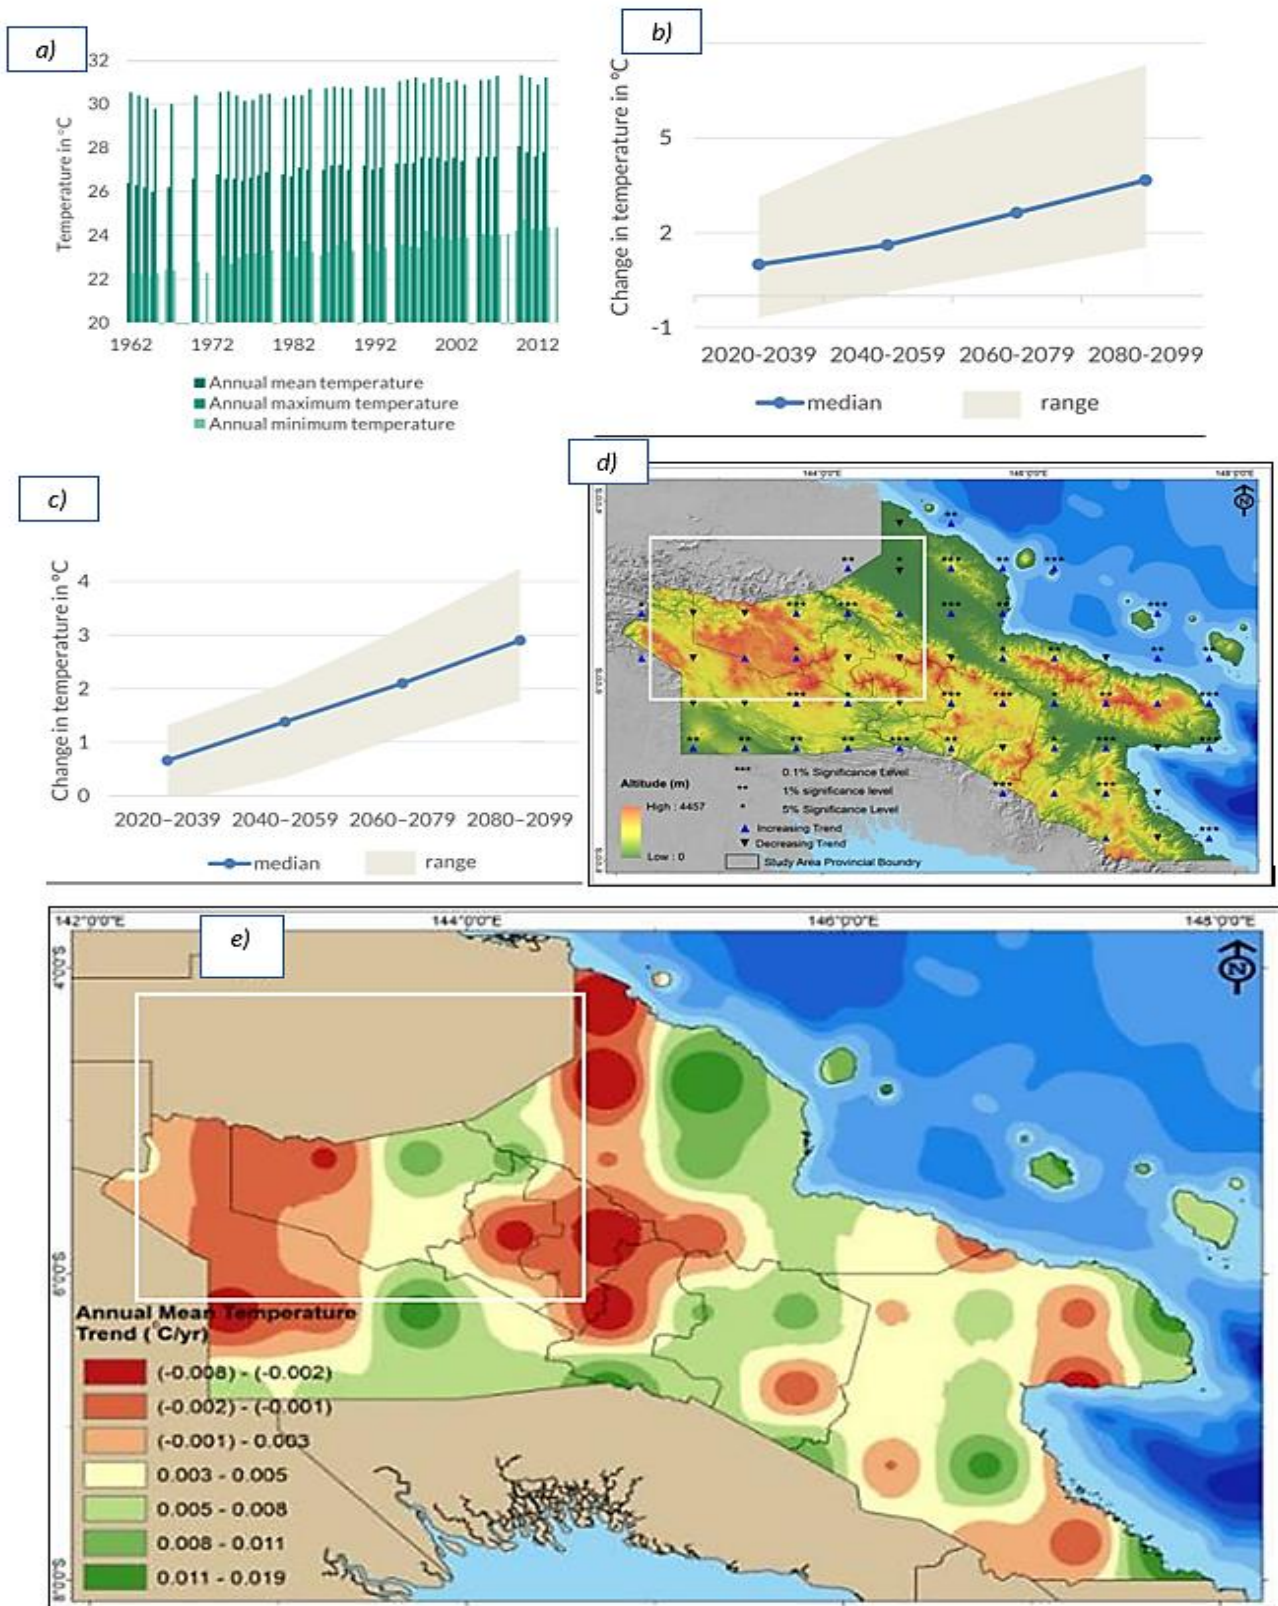 a)
32
30
28
26
24
22
20
Temperature in °C
1962 1972 1982 1992 2002 2012
Annual mean temperature
Annual maximum temperature
Annual minimum temperature
b)
Change in temperature in °C
5
2
-1
2020-2039 2040-2059 2060-2079 2080-2099
median range
c)
Change in temperature in °C
4
3
2
1
0
2020-2039 2040-2059 2060-2079 2080-2099
median range
d)
144°0'0"E 146°0'0"E 148°0'0"E
N
Altitude (m)
High : 4457
Low : 0
*** 0.1% Significance Level
** 1% significance level
* 5% Significance Level
Increasing Trend
Decreasing Trend
Study Area Provincial Boundry
e)
142°0'0"E 144°0'0"E 146°0'0"E 148°0'0"E
4°0'0"S
6°0'0"S
8°0'0"S
N
Annual Mean Temperature
Trend ( C/yr)
(-0.008) - (-0.002)
(-0.002) - (-0.001)
(-0.001) - 0.003
0.003 - 0.005
0.005 - 0.008
0.008 - 0.011
0.011 - 0.019